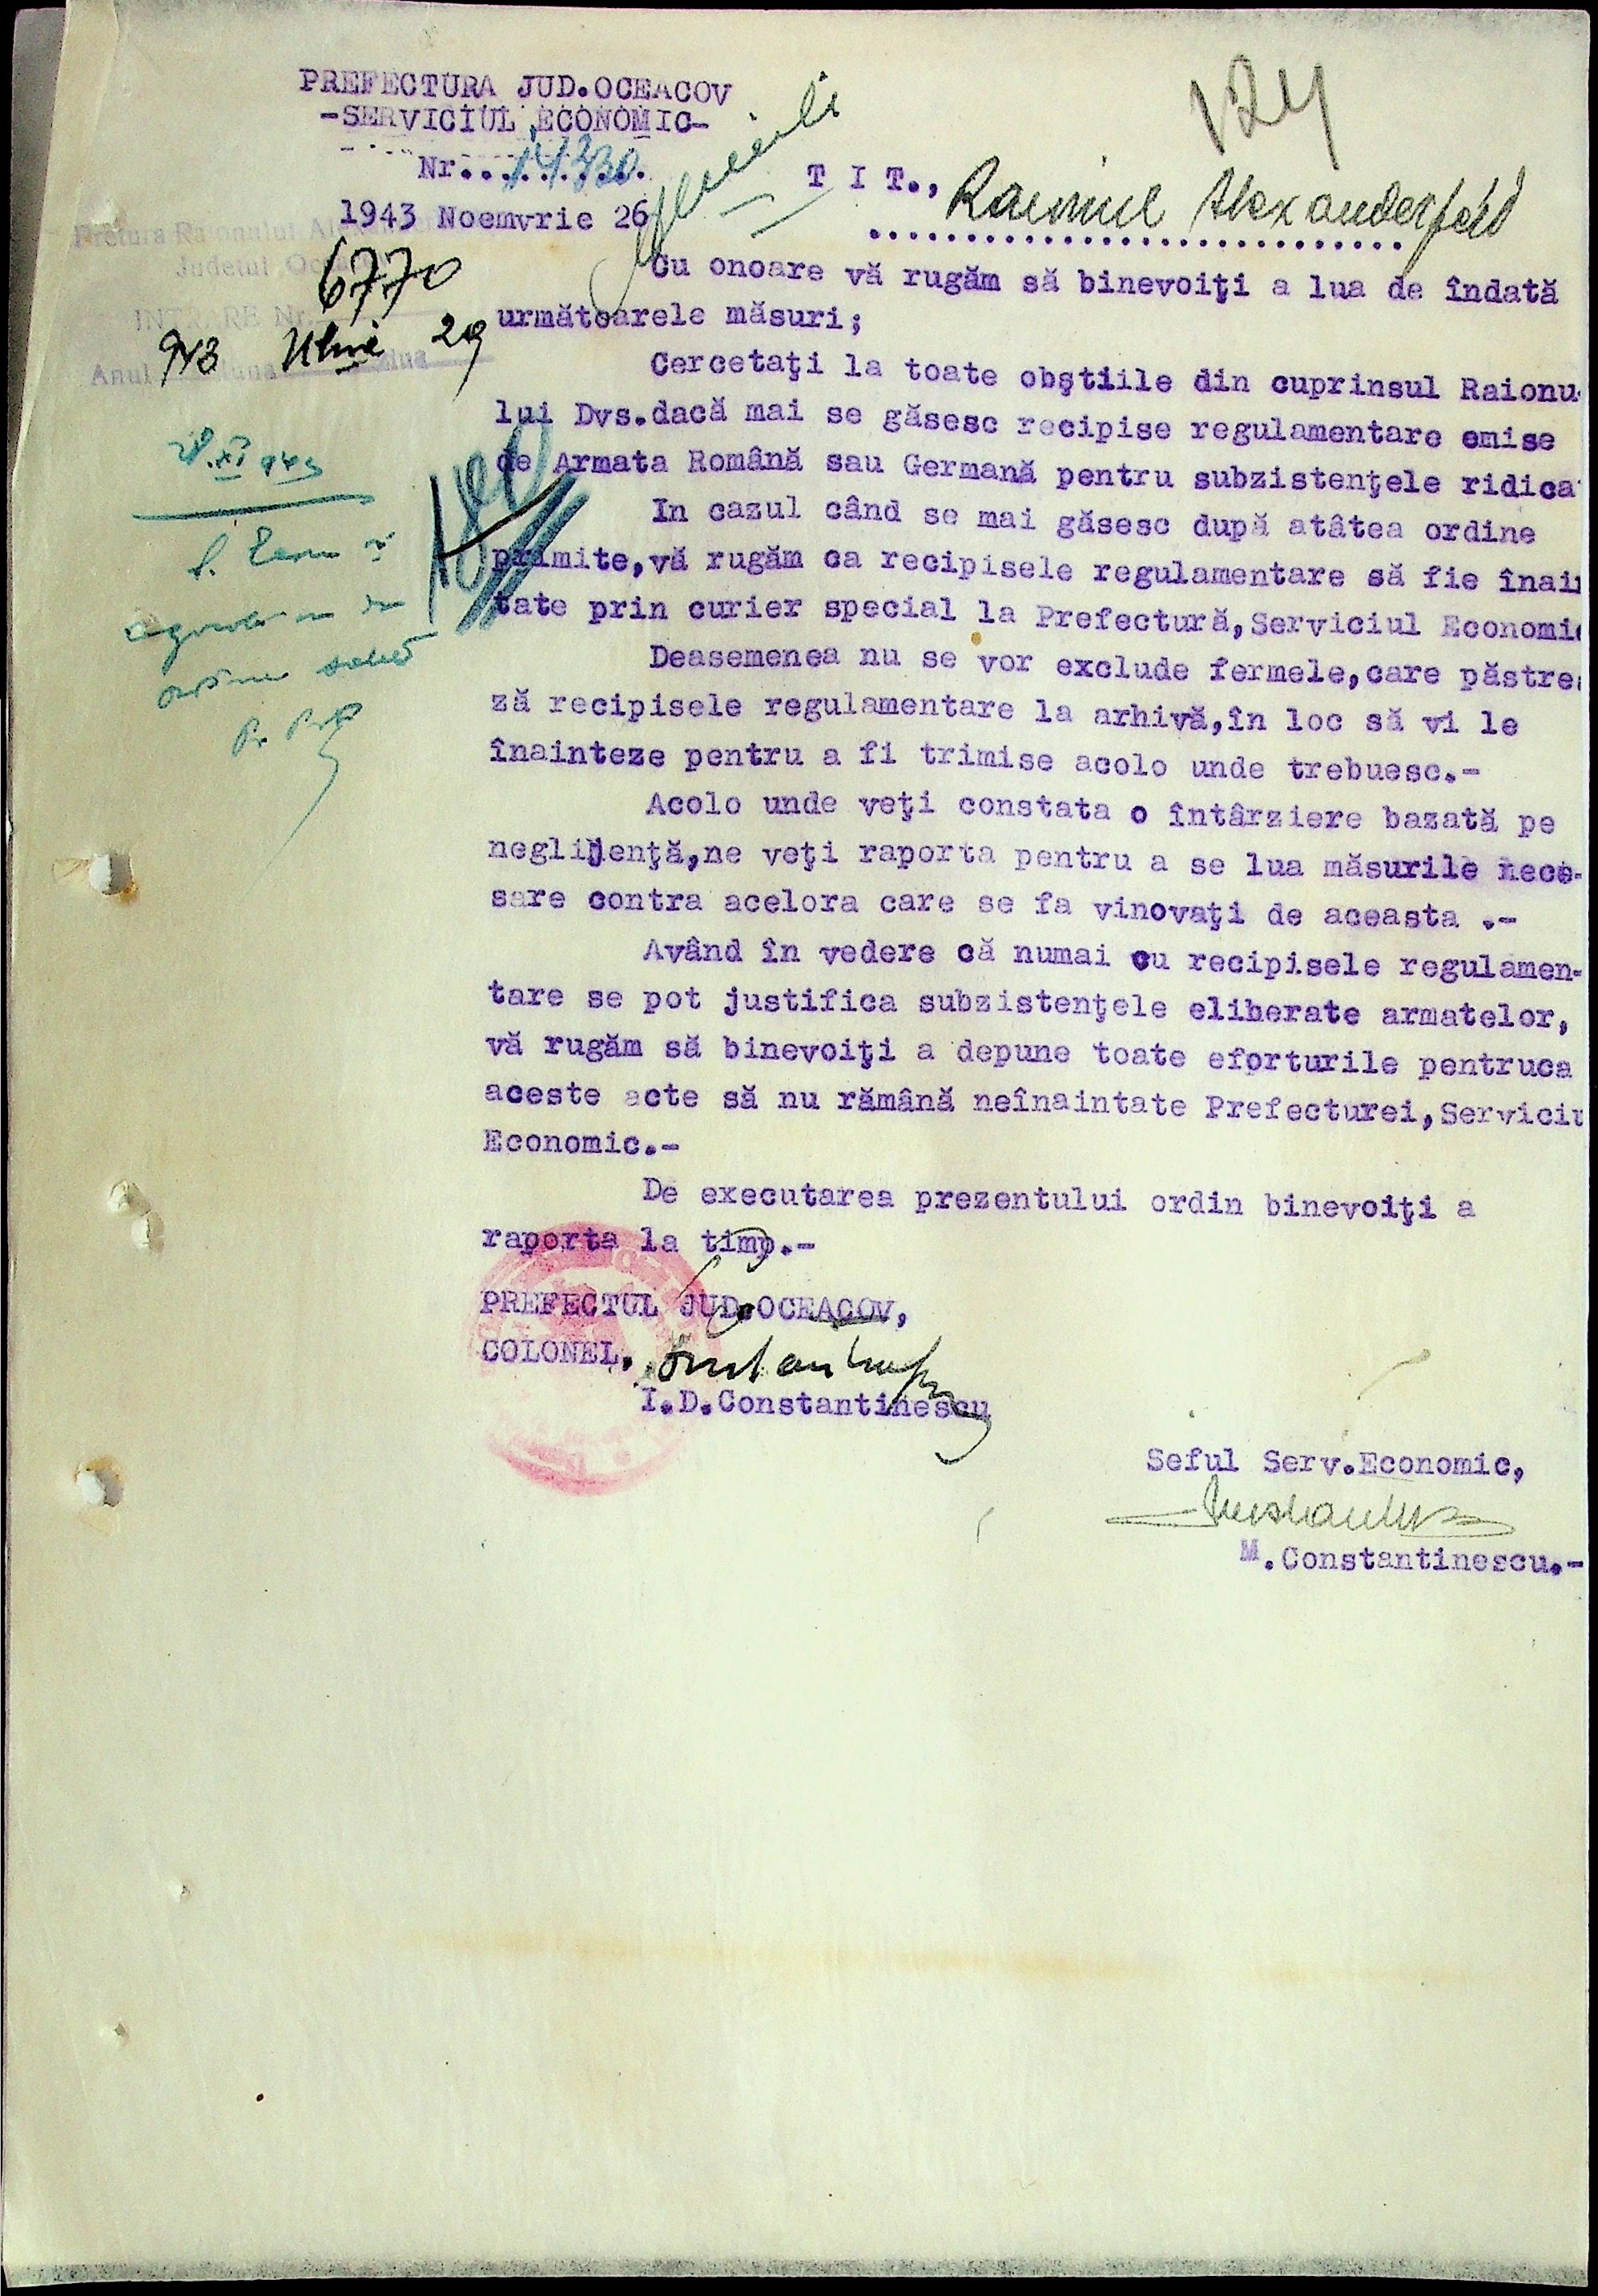 124
PREFECTURA JUD.OCEACOV
-SERVICIUL ECONOMIC-
Nr. 14330.
1943 Noemvrie 26
T I T., Raionul Alexanderfeld
Pretura Raionului
Judetul
INTRARE Nr. 6770
Anul 943 Luna Nbrie Ziua 29
Cu onoare vă rugăm să binevoiţi a lua de îndată
următoarele măsuri;
Cercetaţi la toate obştiile din cuprinsul Raionu-
lui Dvs.dacă mai se găsesc recipise regulamentare emise
de Armata Română sau Germană pentru subzistenţele ridica
In cazul când se mai găsesc după atâtea ordine
primite,vă rugăm ca recipisele regulamentare să fie înain
tate prin curier special la Prefectură,Serviciul Economic
Deasemenea nu se vor exclude fermele,care păstrea
ză recipisele regulamentare la arhivă,în loc să vi le
înainteze pentru a fi trimise acolo unde trebuesc.-
Acolo unde veţi constata o întârziere bazată pe
neglijenţă,ne veţi raporta pentru a se lua măsurile nece-
sare contra acelora care se fa vinovaţi de aceasta .-
Având în vedere că numai cu recipisele regulamen-
tare se pot justifica subzistenţele eliberate armatelor,
vă rugăm să binevoiţi a depune toate eforturile pentruca
aceste acte să nu rămână neînaintate Prefecturei,Serviciu
Economic.-
De executarea prezentului ordin binevoiţi a
raporta la timp.-
PREFECTUL JUD.OCEACOV,
COLONEL,
I.D.Constantinescu
Seful Serv.Economic,
M.Constantinescu.-